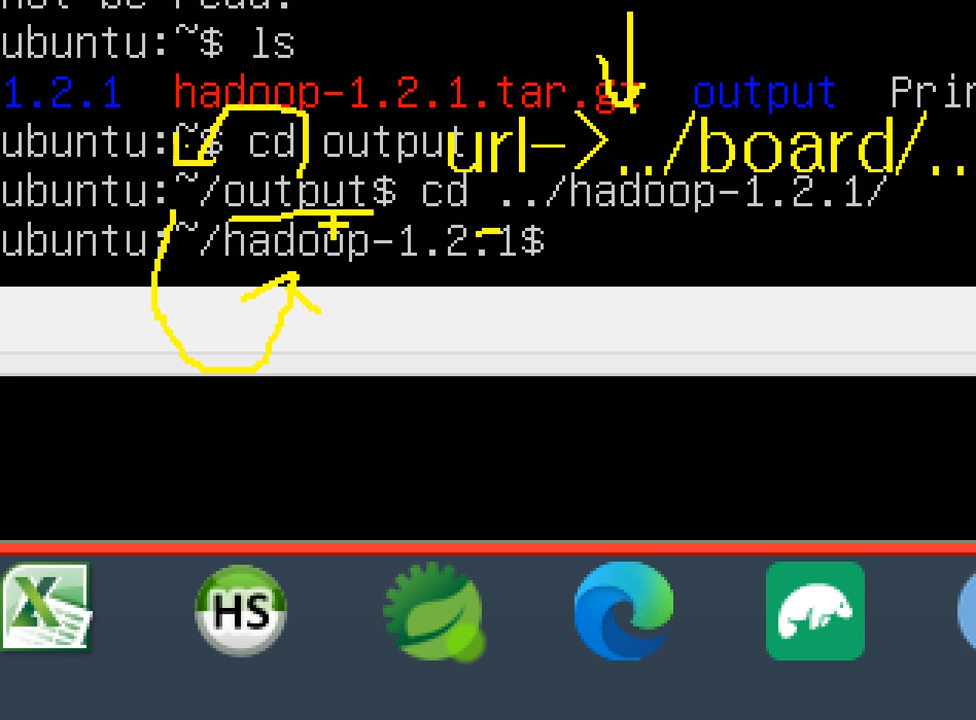 ubuntu:~$ ls
1.2.1 hadoop-1.2.1.tar.gz output
ubuntu:~$ cd output
url->../board/..
ubuntu:~/output$ cd ../hadoop-1.2.1/
ubuntu:~/hadoop-1.2.1$
HS